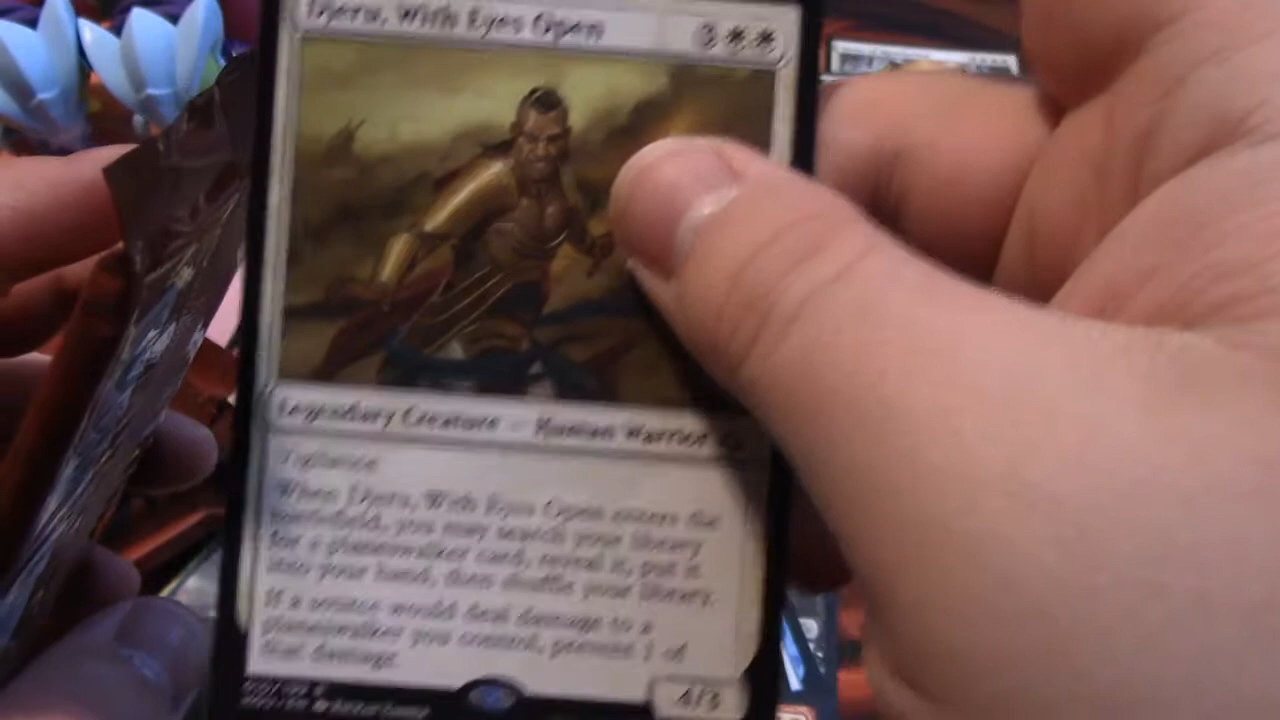 Djeru, With Eyes Open 3
Legendary Creature — Human Warrior
Vigilance
When Djeru, With Eyes Open enters the
battlefield, you may search your library
for a planeswalker card, reveal it, put it
into your hand, then shuffle your library.
If a source would deal damage to a
planeswalker you control, prevent 1 of
that damage.
4/3